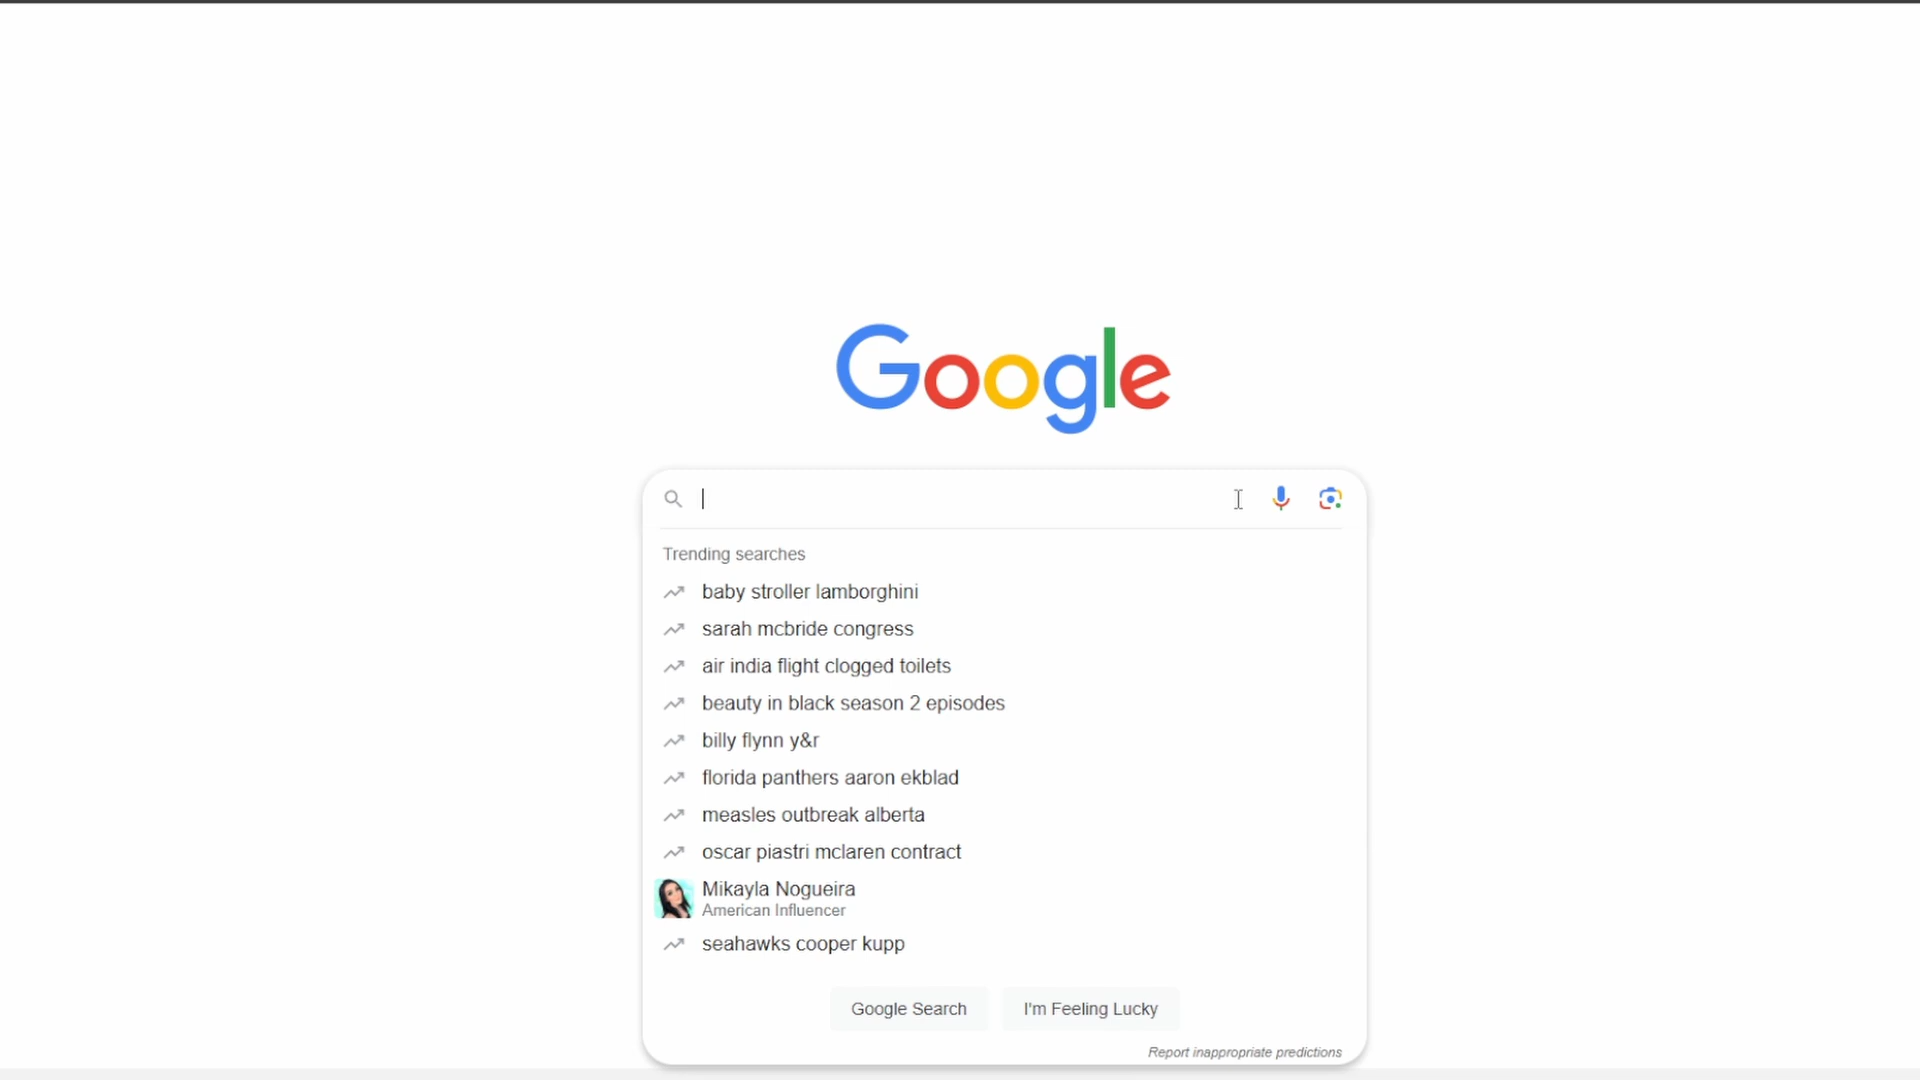 Google
Trending searches
baby stroller lamborghini
sarah mcbride congress
air india flight clogged toilets
beauty in black season 2 episodes
billy flynn y&r
florida panthers aaron ekblad
measles outbreak alberta
oscar piastri mclaren contract
Mikayla Nogueira
American Influencer
seahawks cooper kupp
Google Search
I'm Feeling Lucky
Report inappropriate predictions